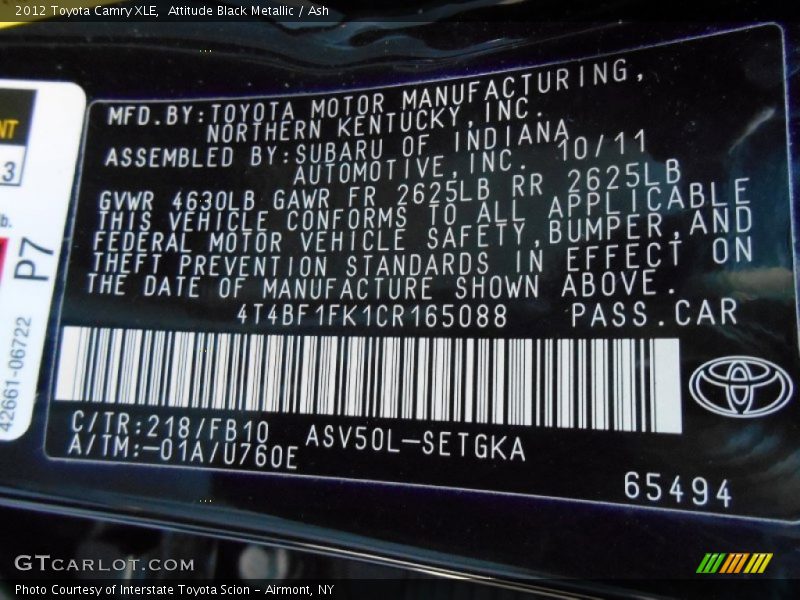 2012 Toyota Camry XLE,  Attitude Black Metallic / Ash
NT
3
b.
P7
42661-06722
MFD.BY:TOYOTA MOTOR MANUFACTURING,
NORTHERN KENTUCKY,INC.
ASSEMBLED BY:SUBARU OF INDIANA
AUTOMOTIVE,INC. 10/11
GVWR 4630LB GAWR FR 2625LB RR 2625LB
THIS VEHICLE CONFORMS TO ALL APPLICABLE
FEDERAL MOTOR VEHICLE SAFETY,BUMPER,AND
THEFT PREVENTION STANDARDS IN EFFECT ON
THE DATE OF MANUFACTURE SHOWN ABOVE.
4T4BF1FK1CR165088 PASS.CAR
C/TR:218/FB10 ASV50L-SETGKA
A/TM:-01A/U760E
65494
GTCARLOT.COM
Photo Courtesy of Interstate Toyota Scion - Airmont, NY